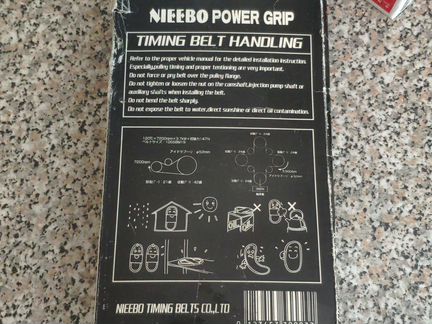 NIEEBO POWER GRIP
TIMING BELT HANDLING
Refer to the proper vehicle manual for the detailed installation instruction.
Especially,pulley timing and proper tentioning are very important.
Do not force or pry belt over the pulley flange.
Do not tighten or loosen the nut on the camshaft,injection pump shaft or
auxiliary shafts when installing the belt.
Do not bend the belt sharply.
Do not expose the belt to water,direct sunshine or direct oil contamination.
NIEEBO TIMING BELTS CO.,LTD